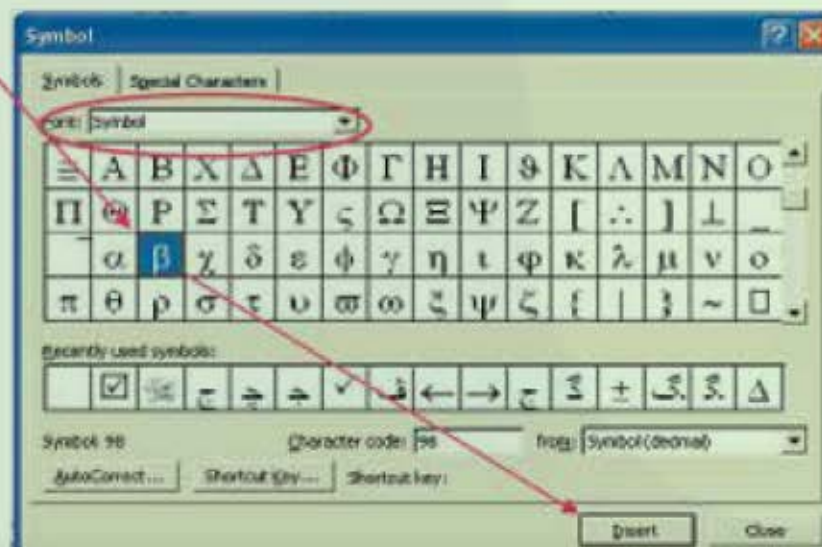 Symbol
Symbols Special Characters
Font: Symbol
≅ Α Β Χ Δ Ε Φ Γ Η Ι ϑ Κ Λ Μ Ν Ο
Π Θ Ρ Σ Τ Υ ς Ω Ξ Ψ Ζ [ ∴ ] ⊥ _
‾ α β χ δ ε φ γ η ι ϕ κ λ μ ν ο
π θ ρ σ τ υ ϖ ω ξ ψ ζ { | } ~ □
Recently used symbols:
☑ ✓ ← → ± Δ
Symbol 98 Character code: 98 from: Symbol (decimal)
AutoCorrect... Shortcut Key... Shortcut key:
Insert Close